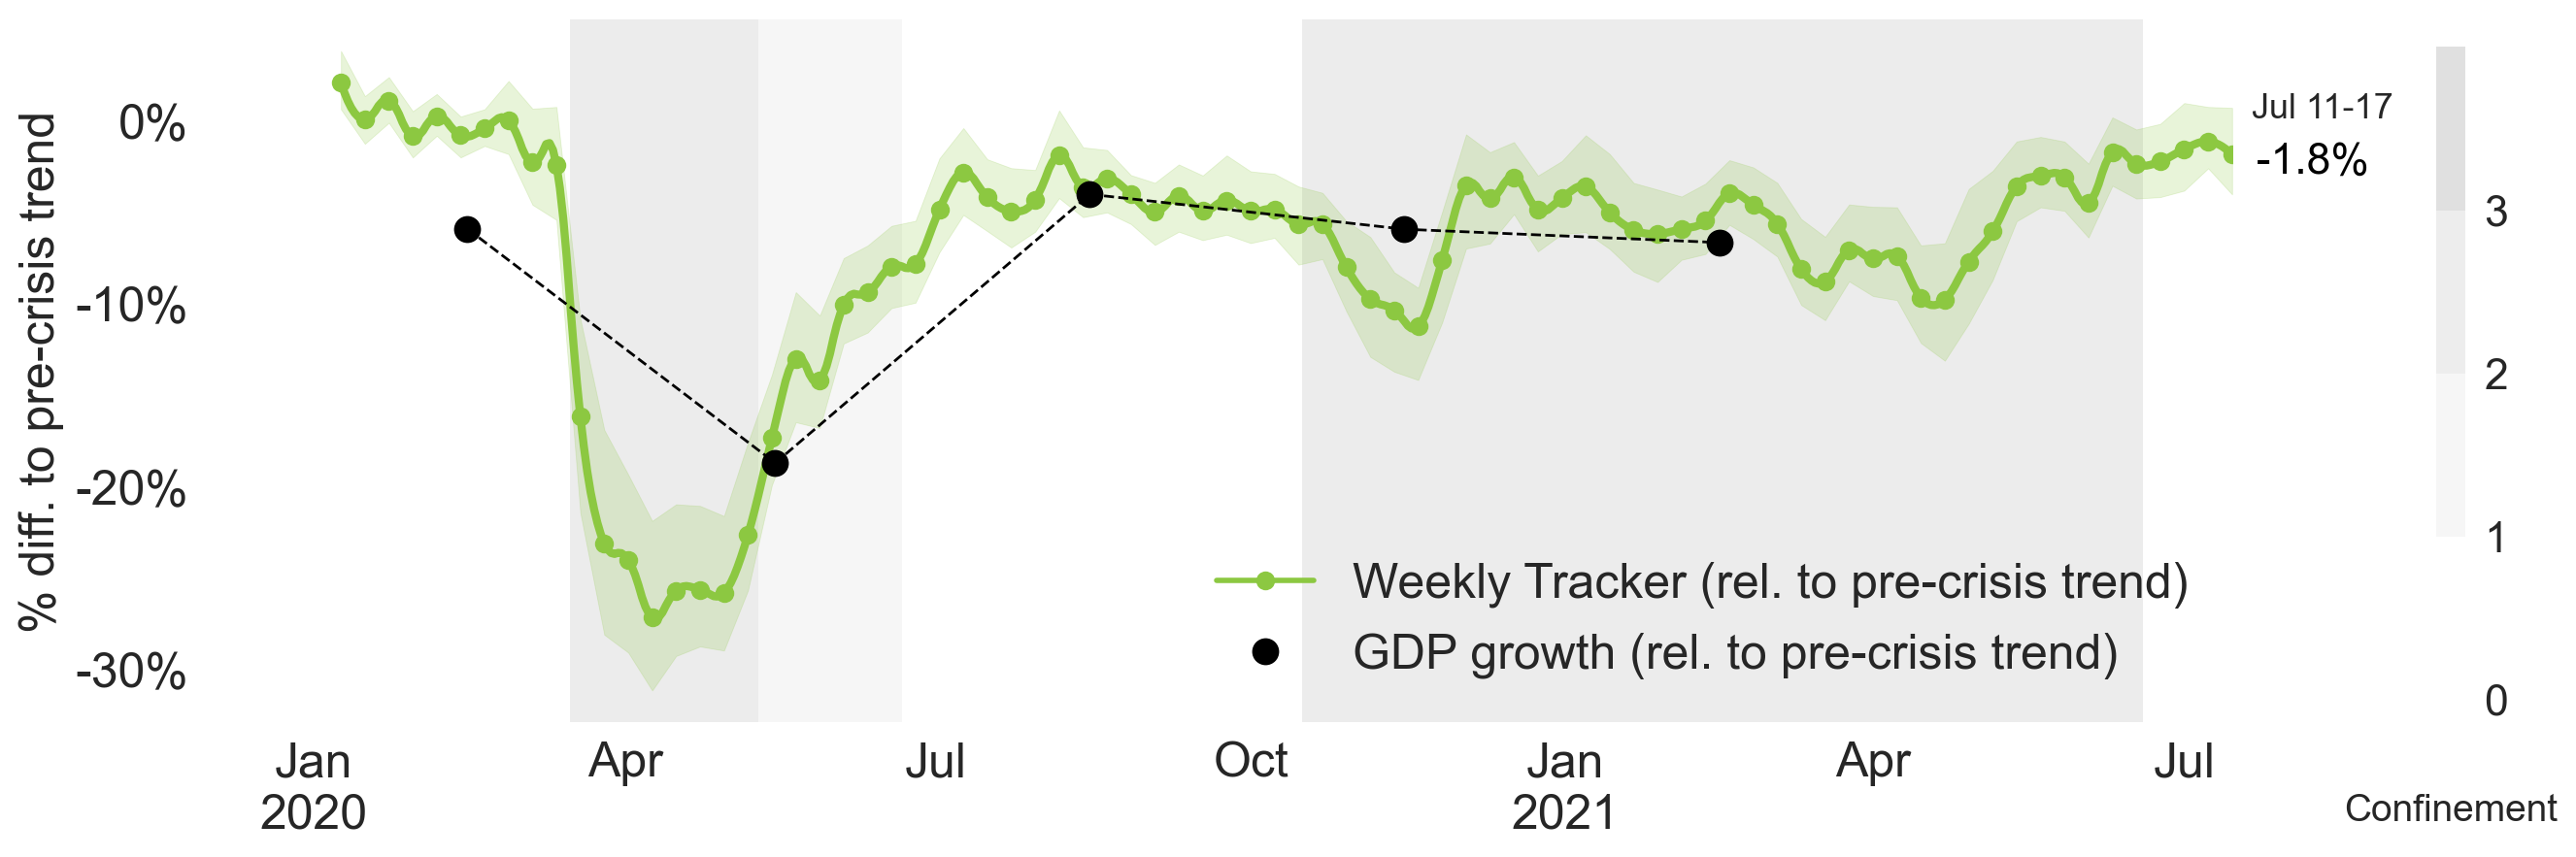 % diff. to pre-crisis trend
0%
-10%
-20%
-30%
Jan
2020
Apr
Jul
Oct
Jan
2021
Apr
Jul
Jul 11-17
-1.8%
Weekly Tracker (rel. to pre-crisis trend)
GDP growth (rel. to pre-crisis trend)
3
2
1
0
Confinement